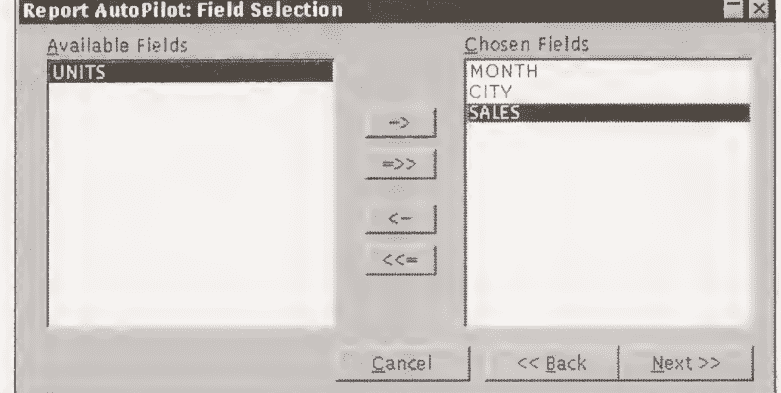 Report AutoPilot: Field Selection
Available Fields
UNITS
Chosen Fields
MONTH
CITY
SALES
->
=>>
<-
<<=
Cancel
<< Back
Next >>